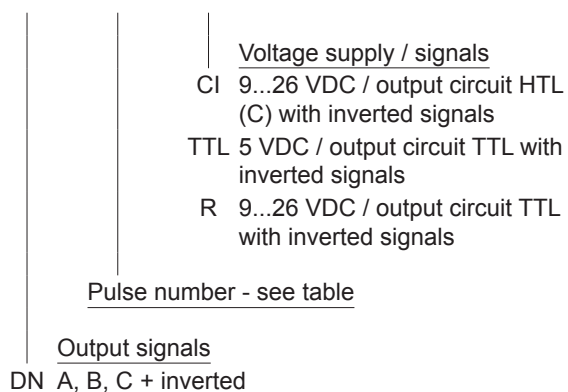 Voltage supply / signals
CI 9...26 VDC / output circuit HTL
(C) with inverted signals
TTL 5 VDC / output circuit TTL with
inverted signals
R 9...26 VDC / output circuit TTL
with inverted signals
Pulse number - see table
Output signals
DN A, B, C + inverted